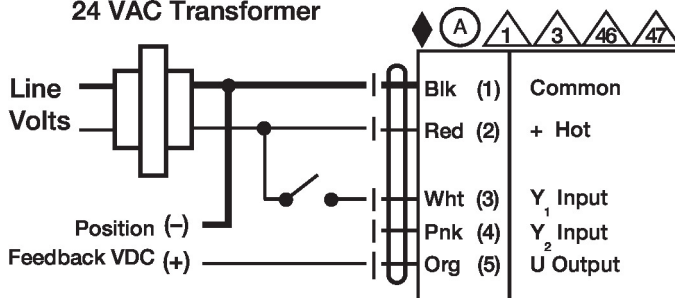 24 VAC Transformer
A 1 3 46 47
Line Volts
Blk (1) Common
Red (2) + Hot
Wht (3) Y1 Input
Position (–)
Pnk (4) Y2 Input
Feedback VDC (+)
Org (5) U Output